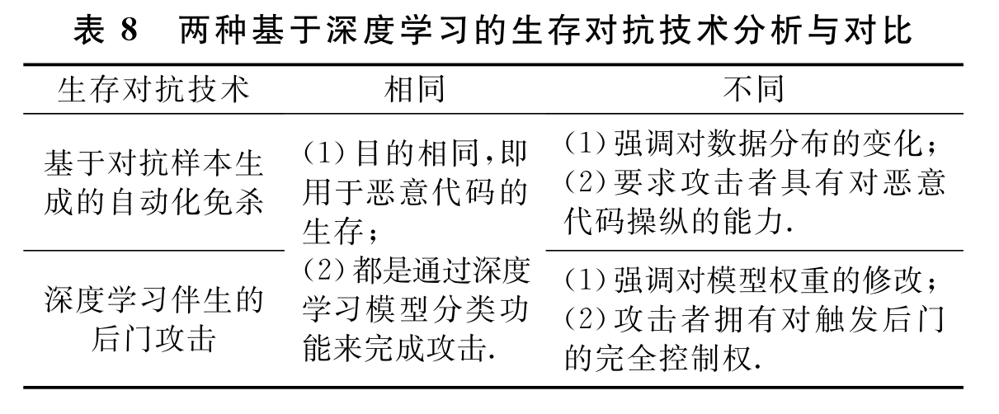 表 8 两种基于深度学习的生存对抗技术分析与对比
生存对抗技术 相同 不同
基于对抗样本生
成的自动化免杀
(1)目的相同,即
用于恶意代码的
生存;
(2)都是通过深度
学习模型分类功
能来完成攻击.
(1)强调对数据分布的变化;
(2)要求攻击者具有对恶意
代码操纵的能力.
深度学习伴生的
后门攻击
(1)强调对模型权重的修改;
(2)攻击者拥有对触发后门
的完全控制权.